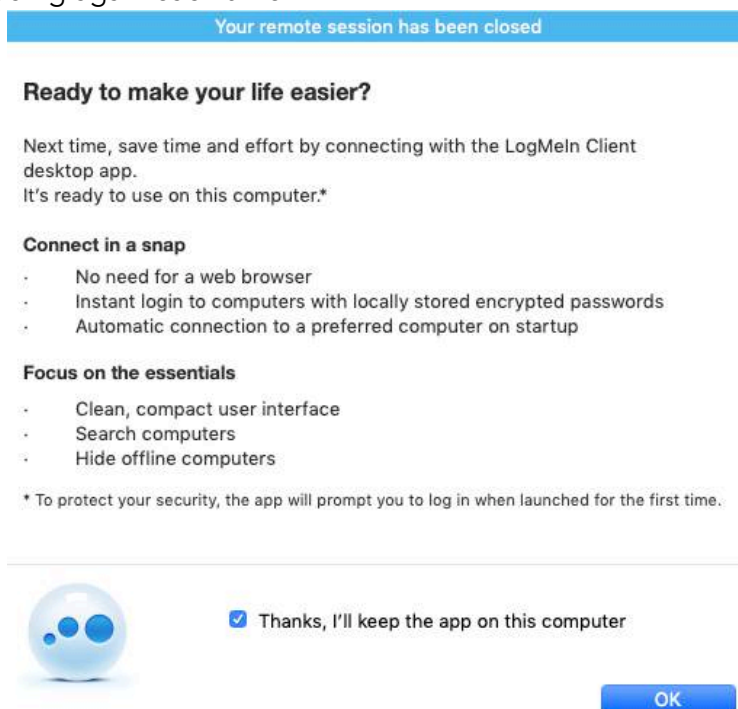 Your remote session has been closed
Ready to make your life easier?
Next time, save time and effort by connecting with the LogMeIn Client
desktop app.
It's ready to use on this computer.*
Connect in a snap
· No need for a web browser
· Instant login to computers with locally stored encrypted passwords
· Automatic connection to a preferred computer on startup
Focus on the essentials
· Clean, compact user interface
· Search computers
· Hide offline computers
* To protect your security, the app will prompt you to log in when launched for the first time.
Thanks, I'll keep the app on this computer
OK